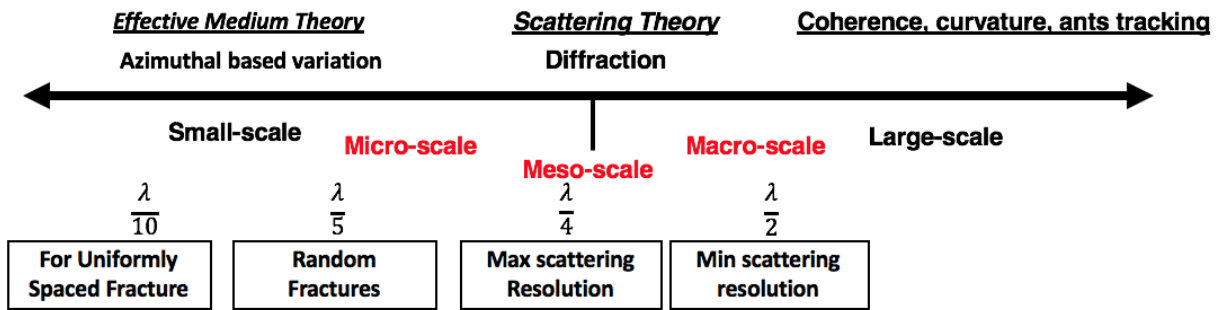 Effective Medium Theory
Scattering Theory
Coherence, curvature, ants tracking
Azimuthal based variation
Diffraction
Small-scale
Micro-scale
Meso-scale
Macro-scale
Large-scale
λ/10
λ/5
λ/4
λ/2
For Uniformly
Spaced Fracture
Random
Fractures
Max scattering
Resolution
Min scattering
resolution